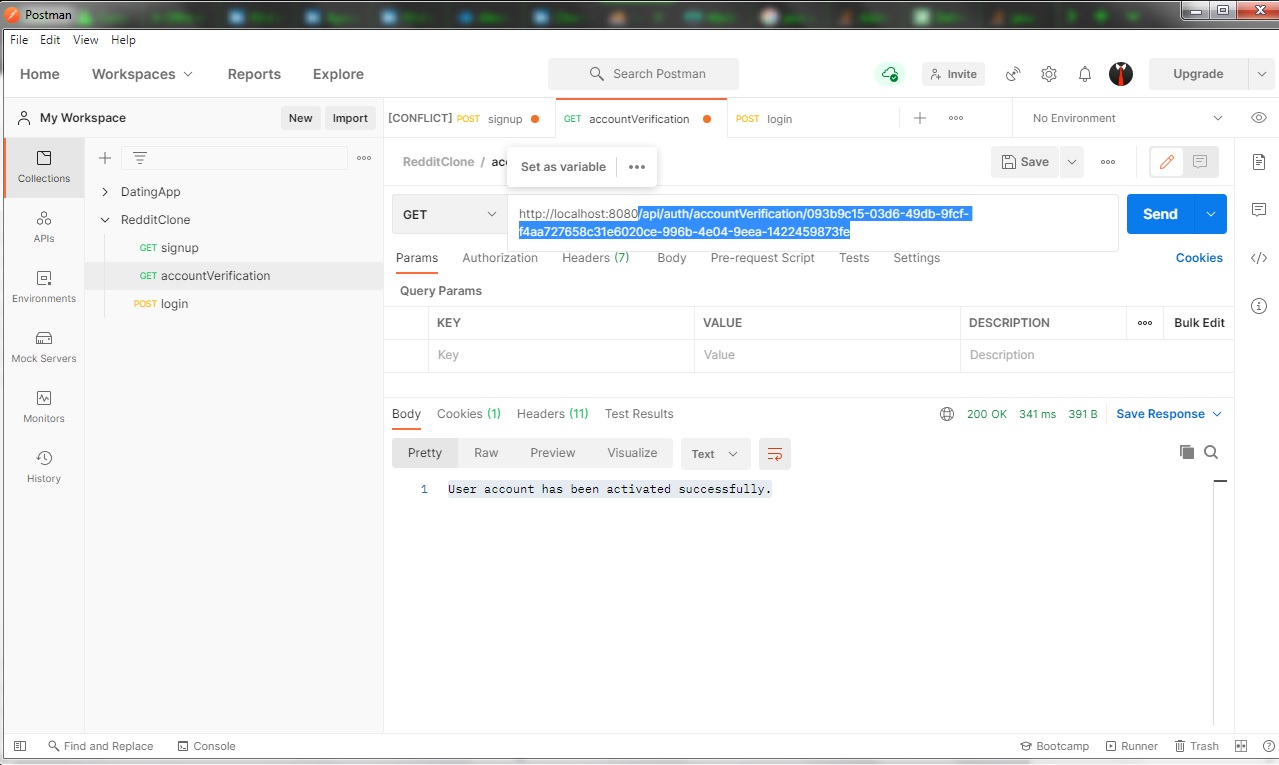 Postman
File Edit View Help
Home Workspaces Reports Explore Search Postman Invite Upgrade
My Workspace New Import [CONFLICT] POST signup GET accountVerification POST login No Environment
RedditClone / acc Set as variable Save
Collections
APIs
Environments
Mock Servers
Monitors
History
DatingApp
RedditClone
GET signup
GET accountVerification
POST login
GET http://localhost:8080/api/auth/accountVerification/093b9c15-03d6-49db-9fcf-
f4aa727658c31e6020ce-996b-4e04-9eea-1422459873fe Send
Params Authorization Headers (7) Body Pre-request Script Tests Settings Cookies
Query Params
KEY VALUE DESCRIPTION Bulk Edit
Key Value Description
Body Cookies (1) Headers (11) Test Results 200 OK 341 ms 391 B Save Response
Pretty Raw Preview Visualize Text
1 User account has been activated successfully.
Find and Replace Console Bootcamp Runner Trash